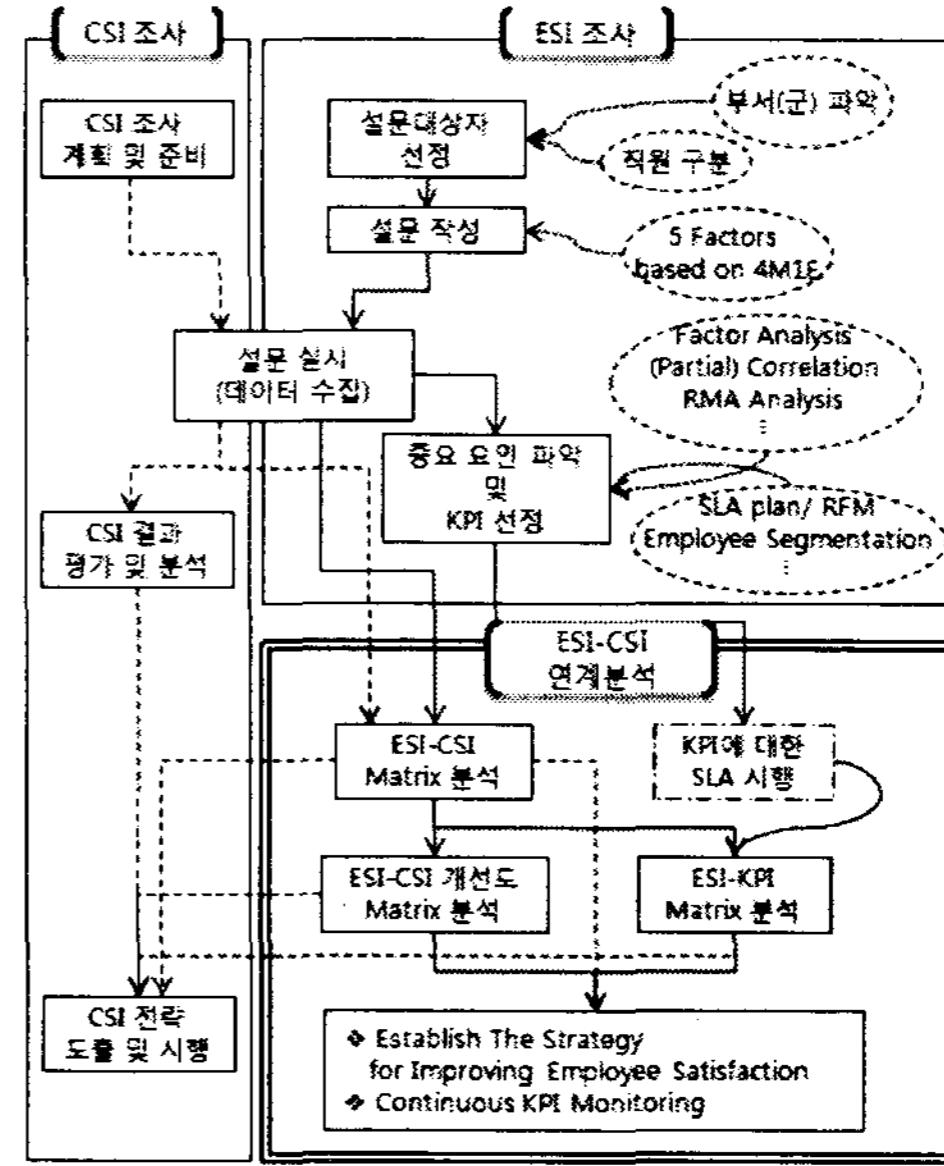 CSI 조사
ESI 조사
CSI 조사
계획 및 준비
설문대상자
선정
부서(군) 파악
직원 구분
설문 작성
5 Factors
based on 4M1E
설문 실시
(데이터 수집)
Factor Analysis
(Partial) Correlation
RMA Analysis
⋮
중요 요인 파악
및
KPI 선정
SLA plan/ RFM
Employee Segmentation
⋮
CSI 결과
평가 및 분석
ESI-CSI
연계분석
ESI-CSI
Matrix 분석
KPI에 대한
SLA 시행
ESI-CSI 개선도
Matrix 분석
ESI-KPI
Matrix 분석
CSI 전략
도출 및 시행
❖ Establish The Strategy
for Improving Employee Satisfaction
❖ Continuous KPI Monitoring